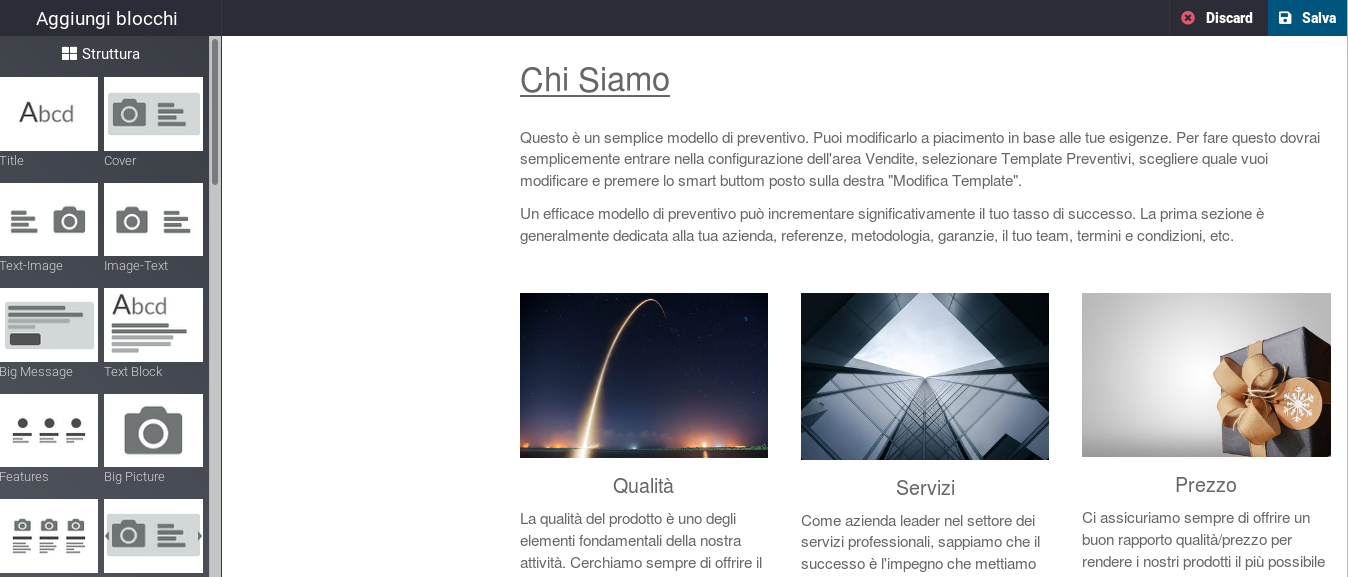 Aggiungi blocchi
Discard
Salva
Struttura
Abcd
Title
Cover
Text-Image
Image-Text
Abcd
Big Message
Text Block
Features
Big Picture
Chi Siamo
Questo è un semplice modello di preventivo. Puoi modificarlo a piacimento in base alle tue esigenze. Per fare questo dovrai
semplicemente entrare nella configurazione dell'area Vendite, selezionare Template Preventivi, scegliere quale vuoi
modificare e premere lo smart buttom posto sulla destra "Modifica Template".
Un efficace modello di preventivo può incrementare significativamente il tuo tasso di successo. La prima sezione è
generalmente dedicata alla tua azienda, referenze, metodologia, garanzie, il tuo team, termini e condizioni, etc.
Qualità
La qualità del prodotto è uno degli
elementi fondamentali della nostra
attività. Cerchiamo sempre di offrire il
Servizi
Come azienda leader nel settore dei
servizi professionali, sappiamo che il
successo è l'impegno che mettiamo
Prezzo
Ci assicuriamo sempre di offrire un
buon rapporto qualità/prezzo per
rendere i nostri prodotti il più possibile